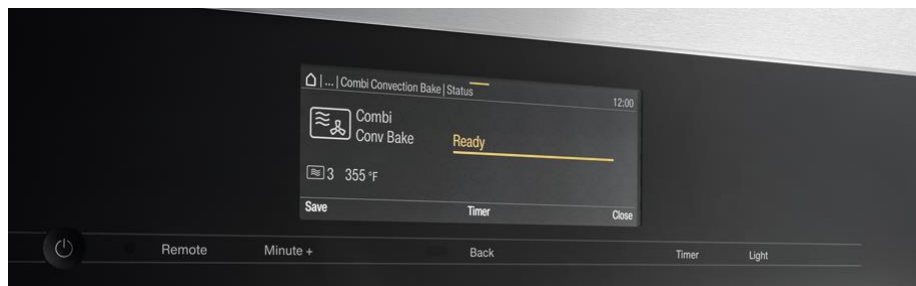 | ... | Combi Convection Bake | Status
12:00
Combi
Conv Bake
Ready
3 355 °F
Save Timer Close
Remote Minute + Back Timer Light